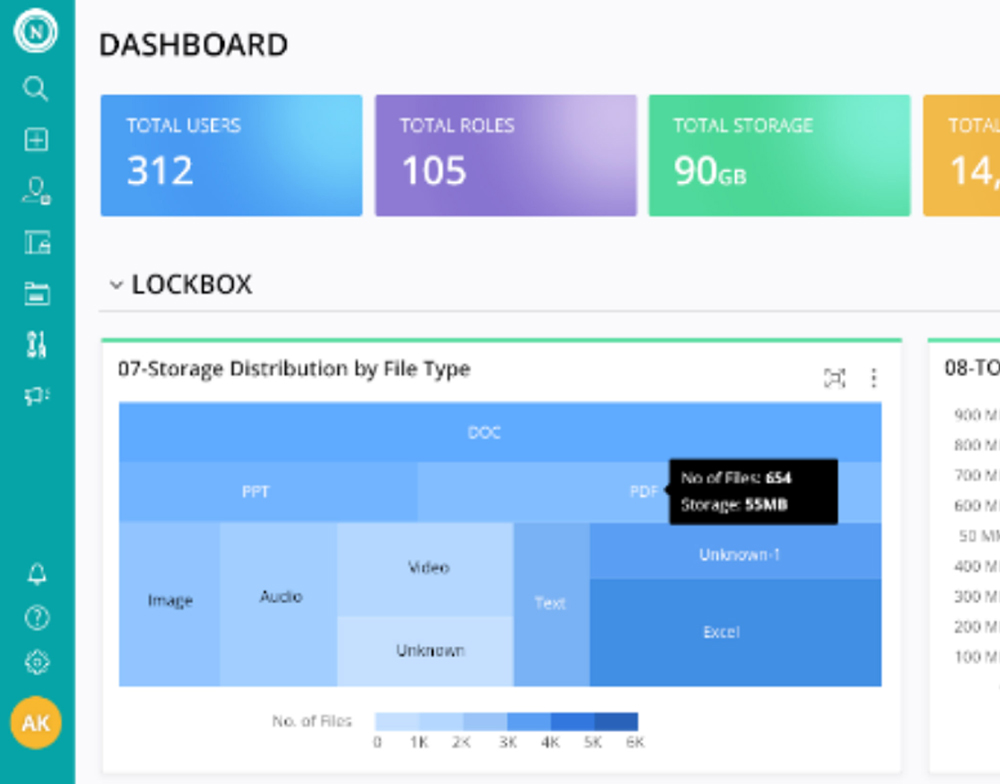 N
DASHBOARD
TOTAL USERS
312
TOTAL ROLES
105
TOTAL STORAGE
90GB
TOTAL
14,
LOCKBOX
07-Storage Distribution by File Type
DOC
PPT
PDF
No of Files: 654
Storage: 55MB
Image
Audio
Video
Unknown
Text
Unknown-1
Excel
No. of Files
0 1K 2K 3K 4K 5K 6K
08-TO
900 M
800 M
700 M
600 M
50 M
400 M
300 M
200 M
100 M
AK